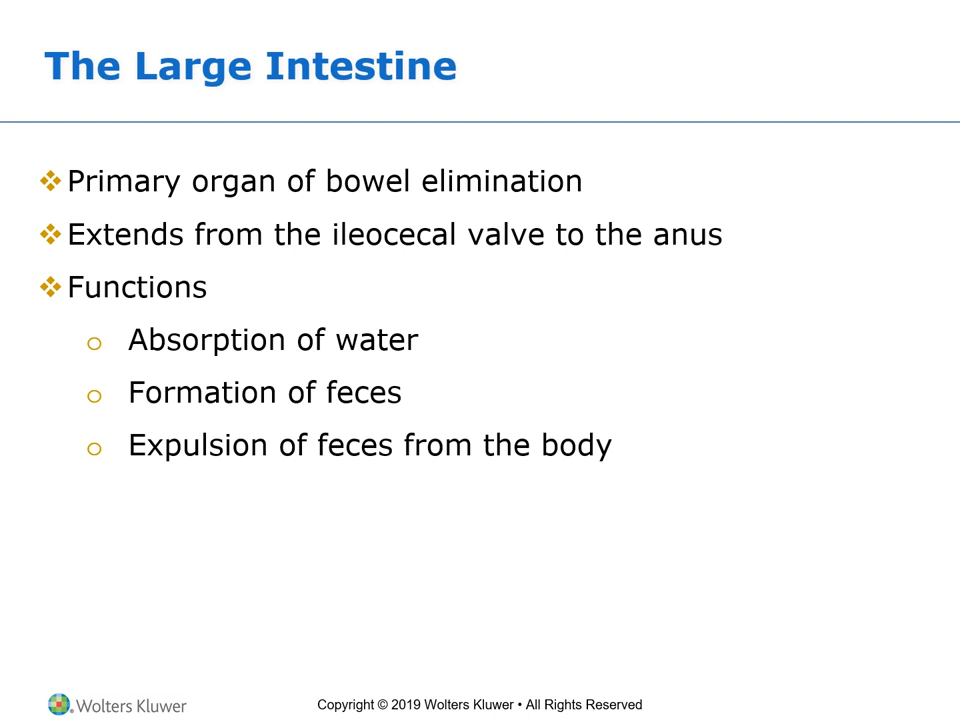 The Large Intestine
❖ Primary organ of bowel elimination
❖ Extends from the ileocecal valve to the anus
❖ Functions
o Absorption of water
o Formation of feces
o Expulsion of feces from the body
Wolters Kluwer
Copyright © 2019 Wolters Kluwer • All Rights Reserved